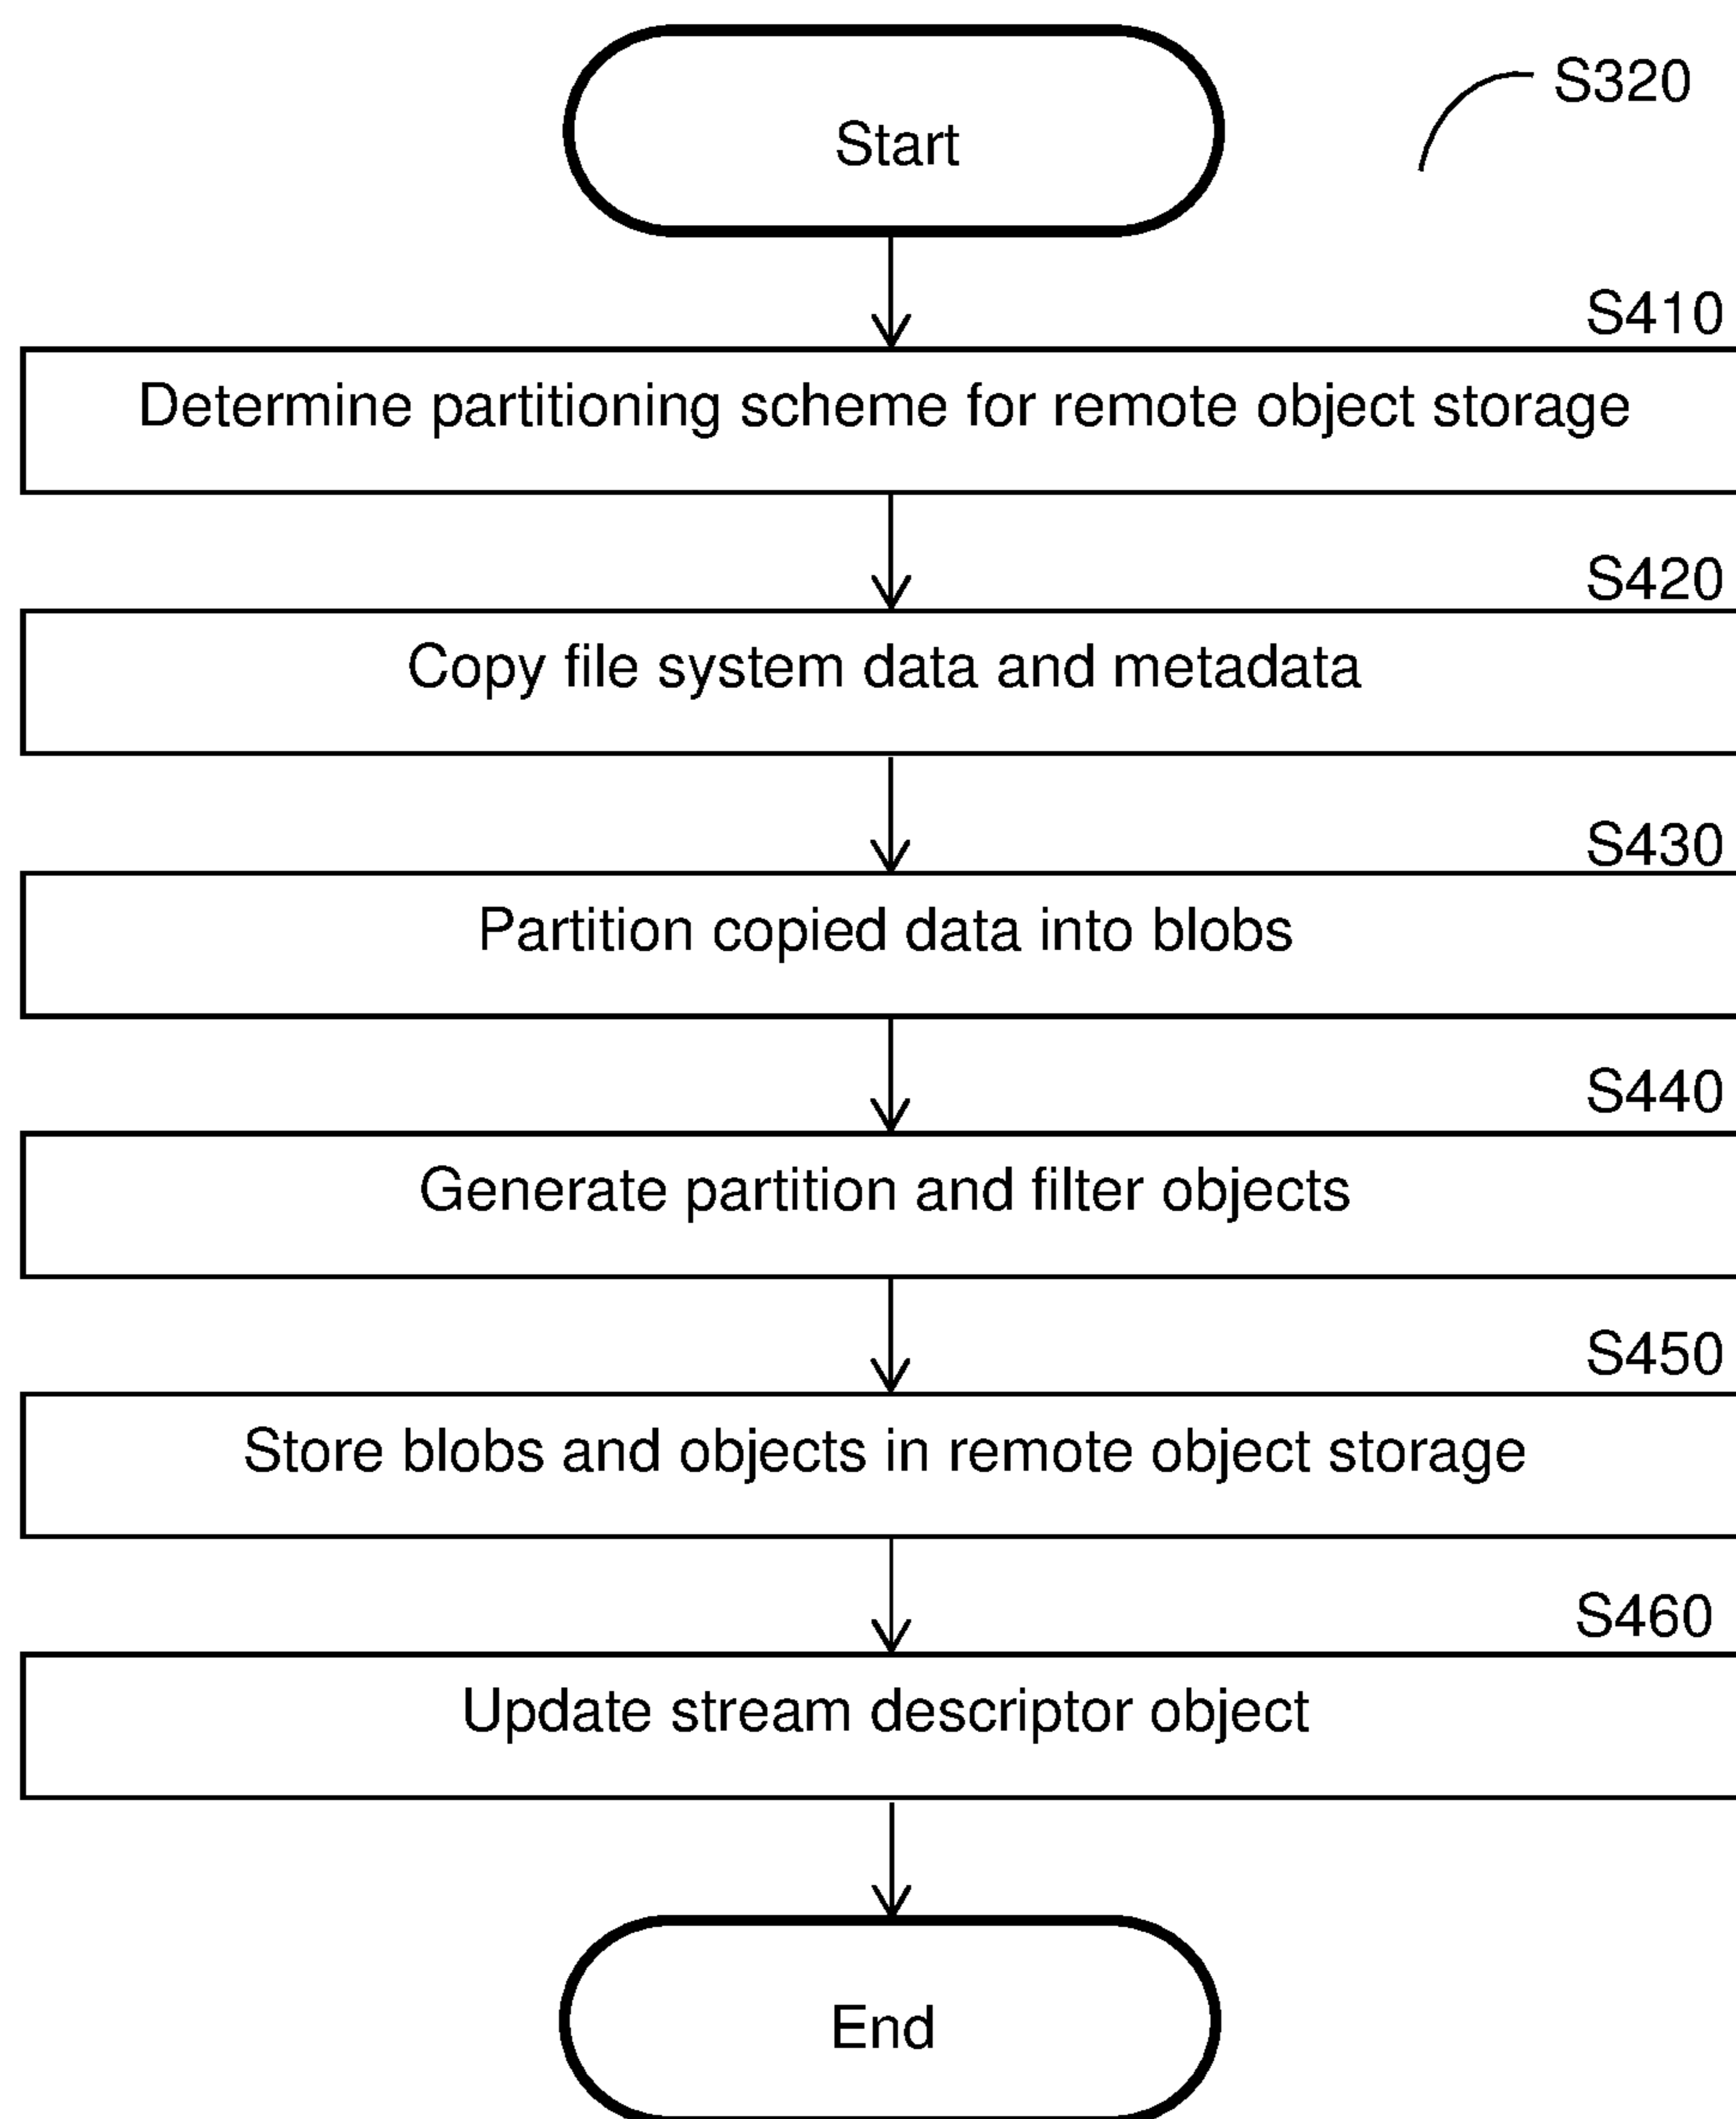 Start
S320
S410
Determine partitioning scheme for remote object storage
S420
Copy file system data and metadata
S430
Partition copied data into blobs
S440
Generate partition and filter objects
S450
Store blobs and objects in remote object storage
S460
Update stream descriptor object
End